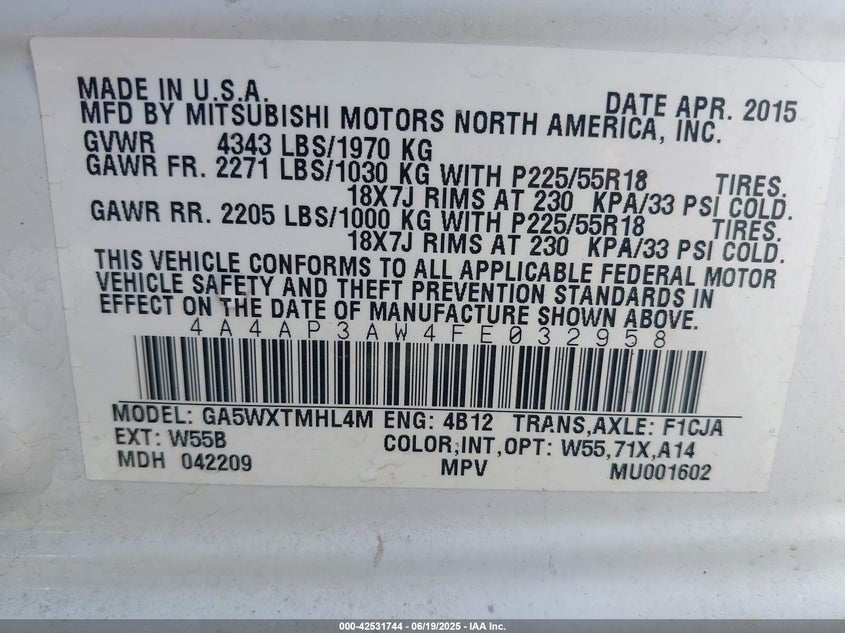 MADE IN U.S.A. DATE APR. 2015
MFD BY MITSUBISHI MOTORS NORTH AMERICA, INC.
GVWR 4343 LBS/1970 KG
GAWR FR. 2271 LBS/1030 KG WITH P225/55R18 TIRES.
18X7J RIMS AT 230 KPA/33 PSI COLD.
GAWR RR. 2205 LBS/1000 KG WITH P225/55R18 TIRES.
18X7J RIMS AT 230 KPA/33 PSI COLD.
THIS VEHICLE CONFORMS TO ALL APPLICABLE FEDERAL MOTOR
VEHICLE SAFETY AND THEFT PREVENTION STANDARDS IN
EFFECT ON THE DATE OF MANUFACTURE SHOWN ABOVE.
4A4AP3AW4FE032958
MODEL: GA5WXTMHL4M ENG: 4B12 TRANS,AXLE: F1CJA
EXT: W55B COLOR,INT,OPT: W55,71X,A14
MDH 042209 MPV MU001602
000-42531744 - 06/19/2025 - IAA Inc.